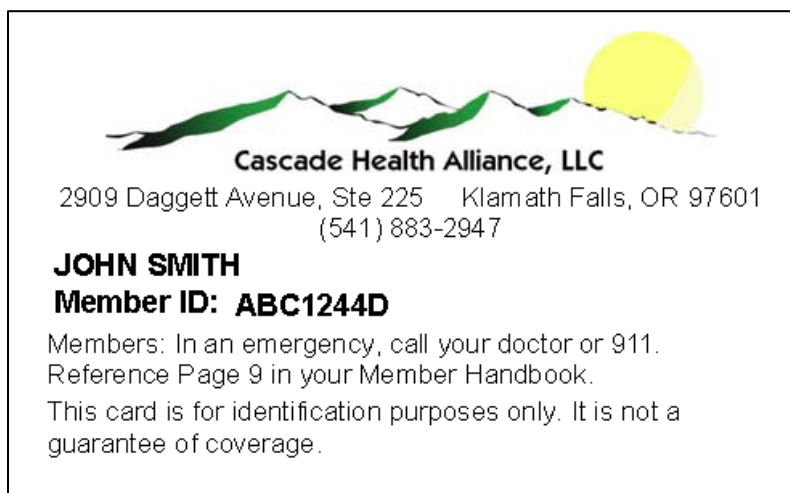 Cascade Health Alliance, LLC
2909 Daggett Avenue, Ste 225 Klamath Falls, OR 97601
(541) 883-2947
JOHN SMITH
Member ID: ABC1244D
Members: In an emergency, call your doctor or 911.
Reference Page 9 in your Member Handbook.
This card is for identification purposes only. It is not a
guarantee of coverage.